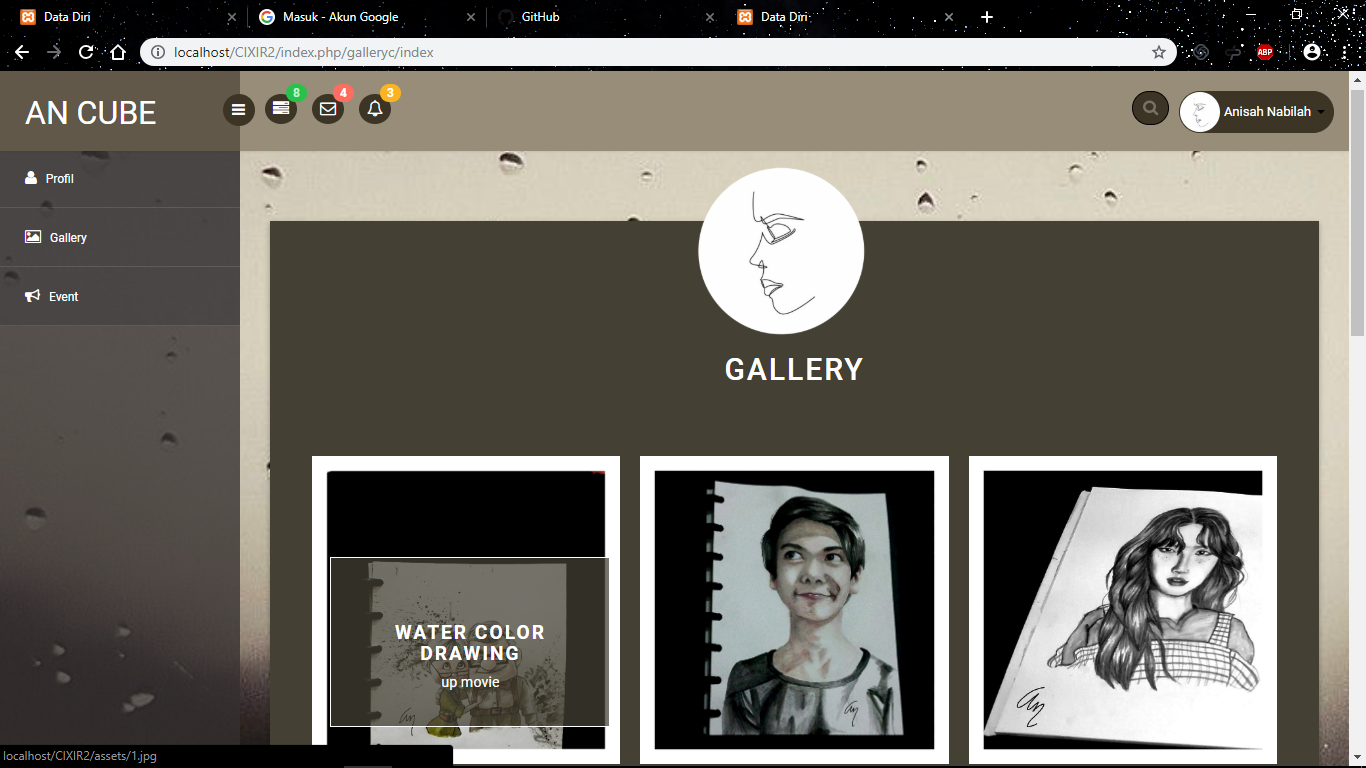 Data Diri
Masuk - Akun Google
GitHub
Data Diri
localhost/CIXIR2/index.php/galleryc/index
ABP
AN CUBE
8
4
3
Anisah Nabilah
Profil
Gallery
Event
GALLERY
WATER COLOR
DRAWING
up movie
localhost/CIXIR2/assets/1.jpg